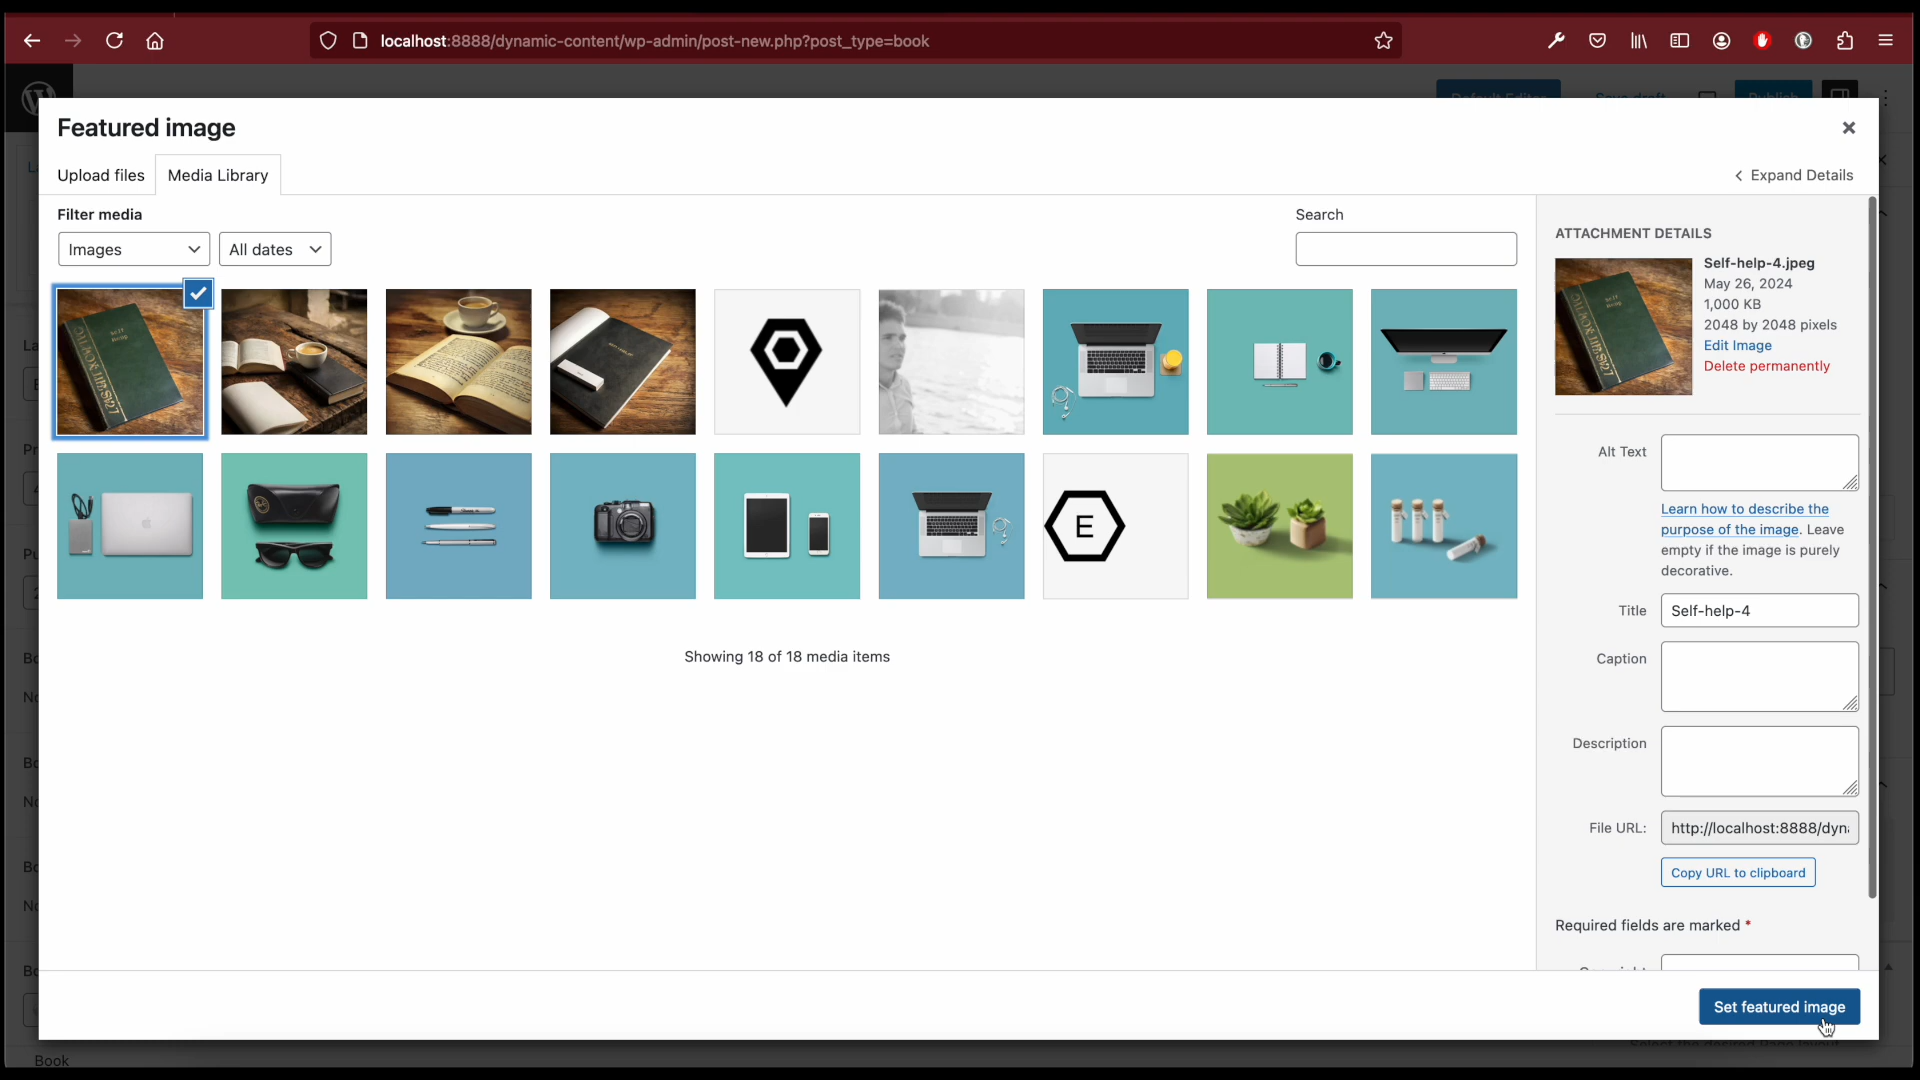 localhost:8888/dynamic-content/wp-admin/post-new.php?post_type=book
Featured image
Upload files
Media Library
Expand Details
Filter media
Images
All dates
Search
E
Showing 18 of 18 media items
ATTACHMENT DETAILS
Self-help-4.jpeg
May 26, 2024
1,000 KB
2048 by 2048 pixels
Edit Image
Delete permanently
Alt Text
Learn how to describe the
purpose of the image. Leave
empty if the image is purely
decorative.
Title
Self-help-4
Caption
Description
File URL:
http://localhost:8888/dyn
Copy URL to clipboard
Required fields are marked *
Set featured image
Book